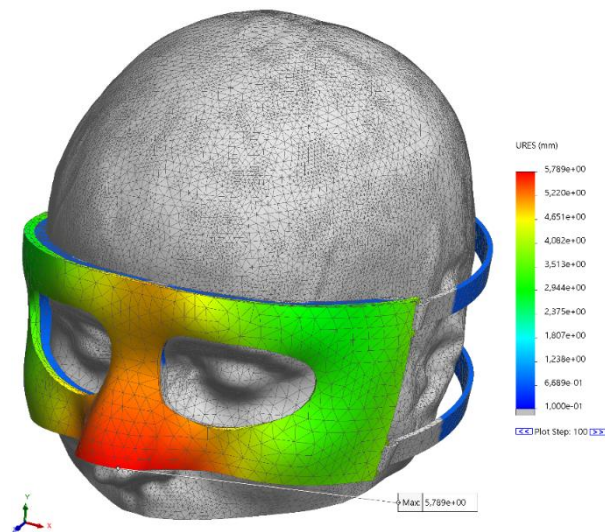 URES (mm)
5,789e+00
5,220e+00
4,651e+00
4,082e+00
3,513e+00
2,944e+00
2,375e+00
1,807e+00
1,238e+00
6,689e-01
1,000e-01
<< Plot Step: 100 >>
Max: 5,789e+00
Y
X